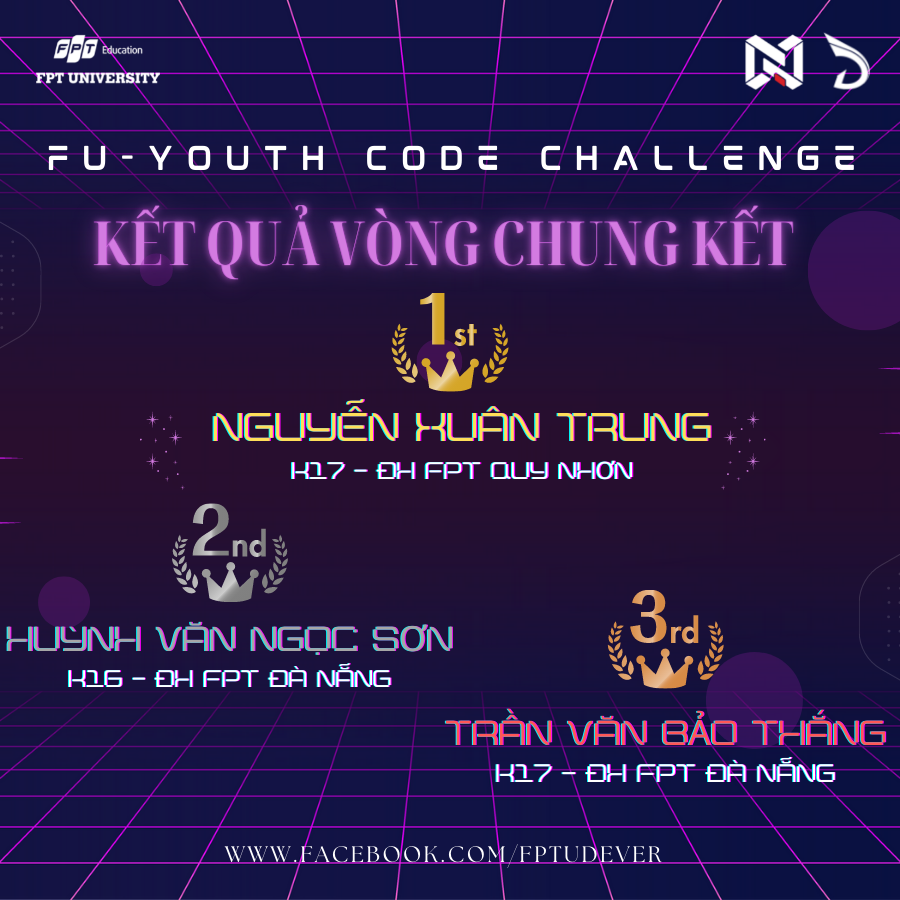 FPT Education
FPT UNIVERSITY
FU-YOUTH CODE CHALLENGE
KẾT QUẢ VÒNG CHUNG KẾT
1st
NGUYỄN XUÂN TRUNG
K17 - ĐH FPT QUY NHƠN
2nd
HUỲNH VĂN NGỌC SƠN
K16 - ĐH FPT ĐÀ NẴNG
3rd
TRẦN VĂN BẢO THẮNG
K17 - ĐH FPT ĐÀ NẴNG
WWW.FACEBOOK.COM/FPTUDEVER